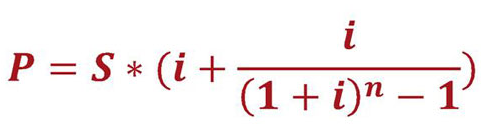 P = S * (i + i / ((1 + i)^n − 1))